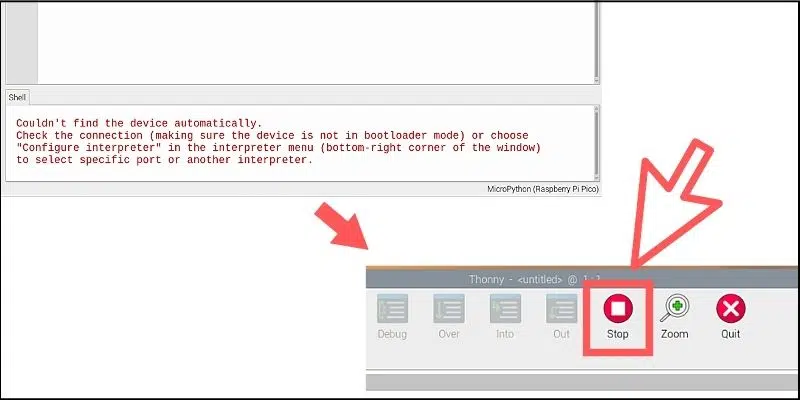 Shell
Couldn't find the device automatically.
Check the connection (making sure the device is not in bootloader mode) or choose
"Configure interpreter" in the interpreter menu (bottom-right corner of the window)
to select specific port or another interpreter.
MicroPython (Raspberry Pi Pico)
Thonny - <untitled> @ 1:1
Debug
Over
Into
Out
Stop
Zoom
Quit